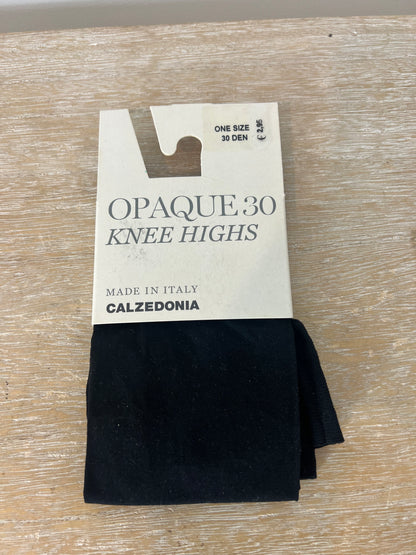 ONE SIZE
30 DEN
€ 2,95
OPAQUE 30
KNEE HIGHS
MADE IN ITALY
CALZEDONIA